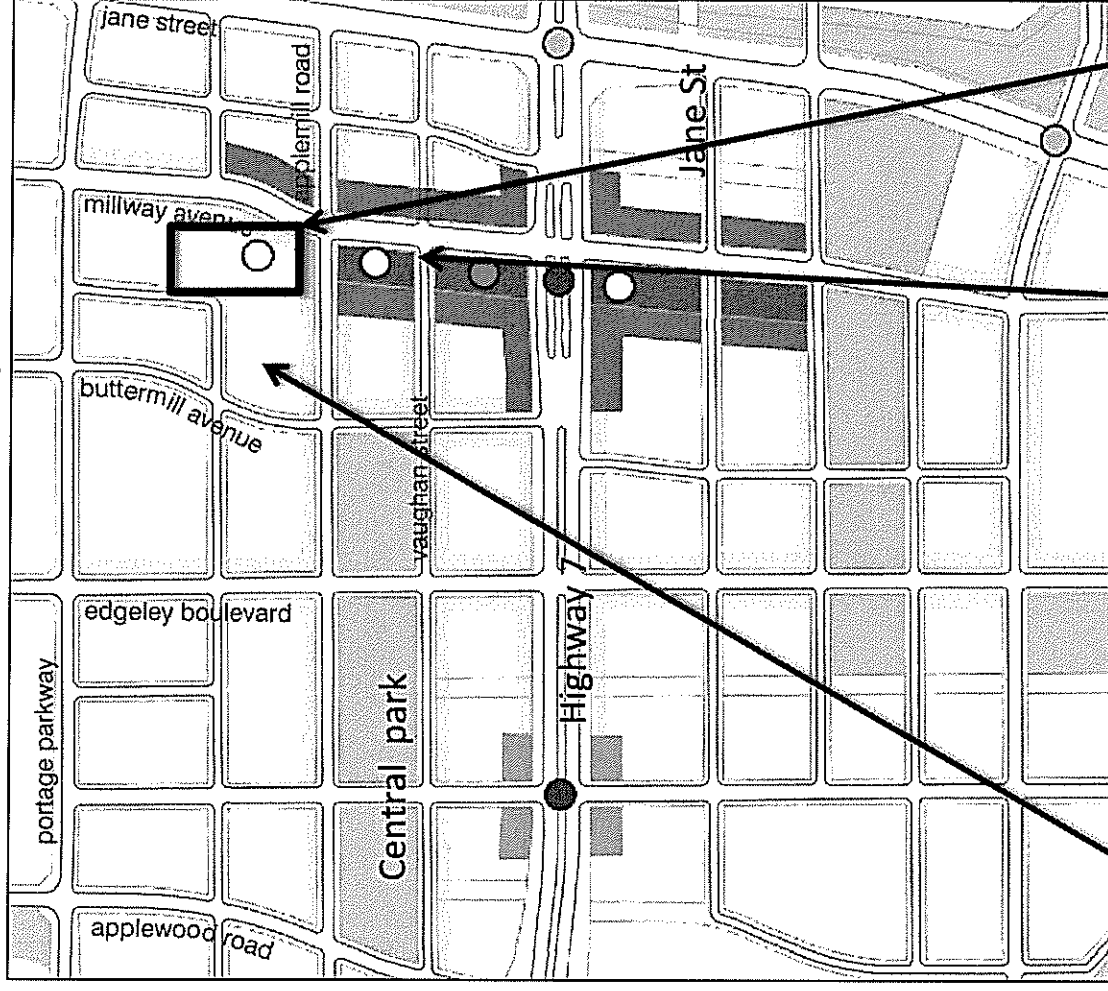 jane street
applemill road
Jane St
millway avenue
buttermill avenue
vaughan street
edgeley boulevard
Highway 7
portage parkway
Central park
applewood road